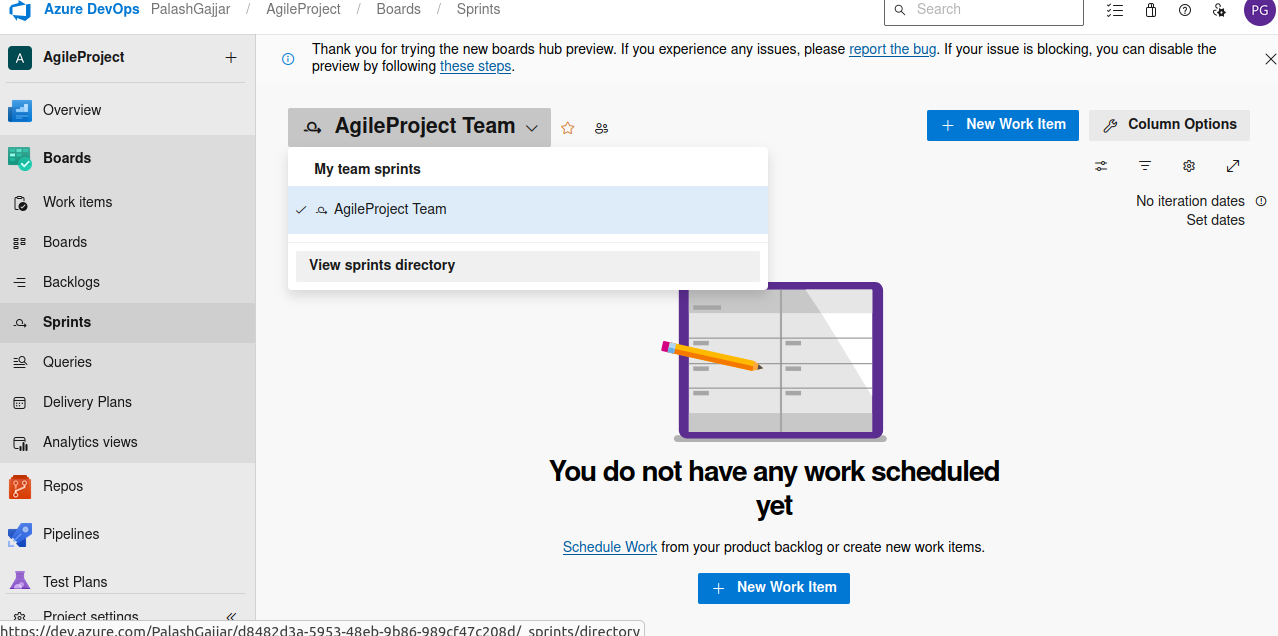 Azure DevOps PalashGajjar / AgileProject / Boards / Sprints
Search
PG
A AgileProject
Thank you for trying the new boards hub preview. If you experience any issues, please report the bug. If your issue is blocking, you can disable the
preview by following these steps.
Overview
Boards
Work items
Boards
Backlogs
Sprints
Queries
Delivery Plans
Analytics views
Repos
Pipelines
Test Plans
Project settings
AgileProject Team
New Work Item
Column Options
My team sprints
AgileProject Team
View sprints directory
No iteration dates
Set dates
You do not have any work scheduled
yet
Schedule Work from your product backlog or create new work items.
New Work Item
https://dev.azure.com/PalashGajjar/d8482d3a-5953-48eb-9b86-989cf47c208d/_sprints/directory